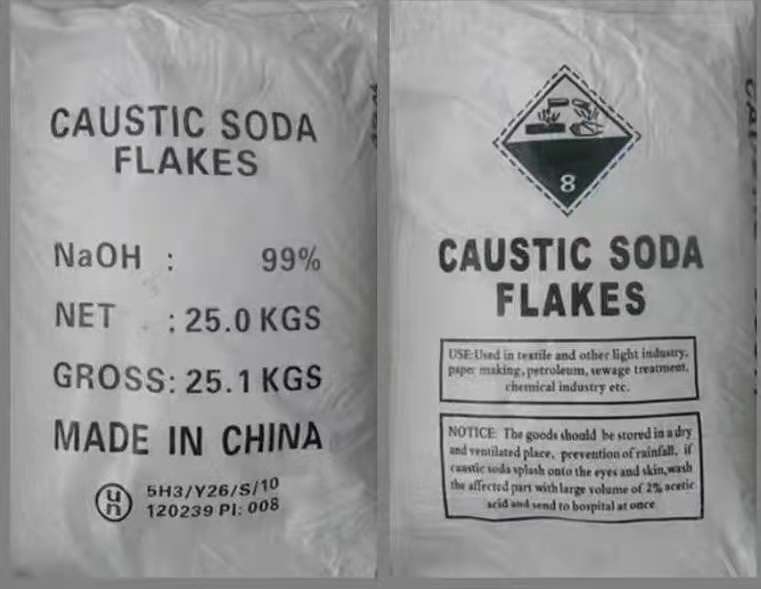 CAUSTIC SODA
FLAKES
NaOH : 99%
NET : 25.0 KGS
GROSS: 25.1 KGS
MADE IN CHINA
un
5H3/Y26/S/10
120239 PI: 008
8
CAUSTIC SODA
FLAKES
USE:Used in textile and other light industry,
paper making, petroleum, sewage treatment,
chemical industry etc.
NOTICE: The goods should be stored in a dry
and ventilated place, prevention of rainfall, if
caustic soda splash onto the eyes and skin,wash
the affected part with large volume of 2% acetic
acid and send to hospital at once